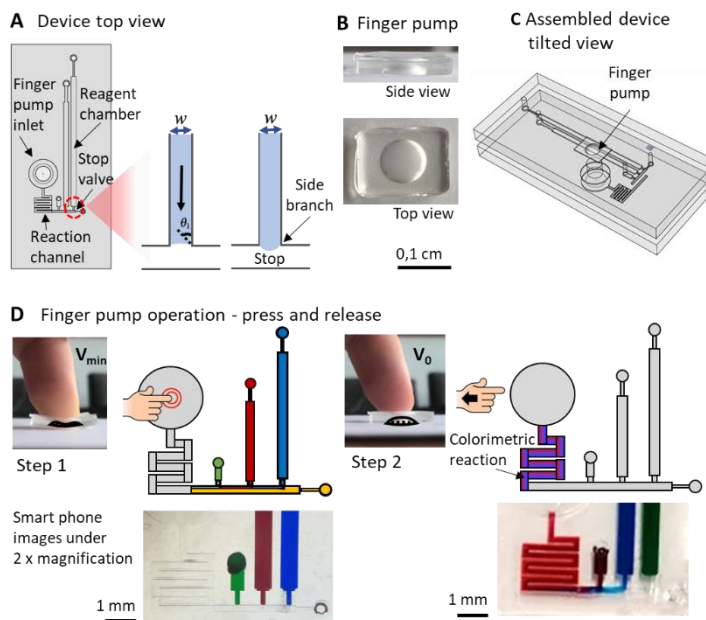 A Device top view
Finger
pump
inlet
Reagent
chamber
Stop
valve
Reaction
channel
w
w
θ₁
Side
branch
Stop
B Finger pump
Side view
Top view
0,1 cm
C Assembled device
tilted view
Finger
pump
D Finger pump operation - press and release
Vmin
Step 1
V0
Step 2
Colorimetric
reaction
Smart phone
images under
2 x magnification
1 mm
1 mm